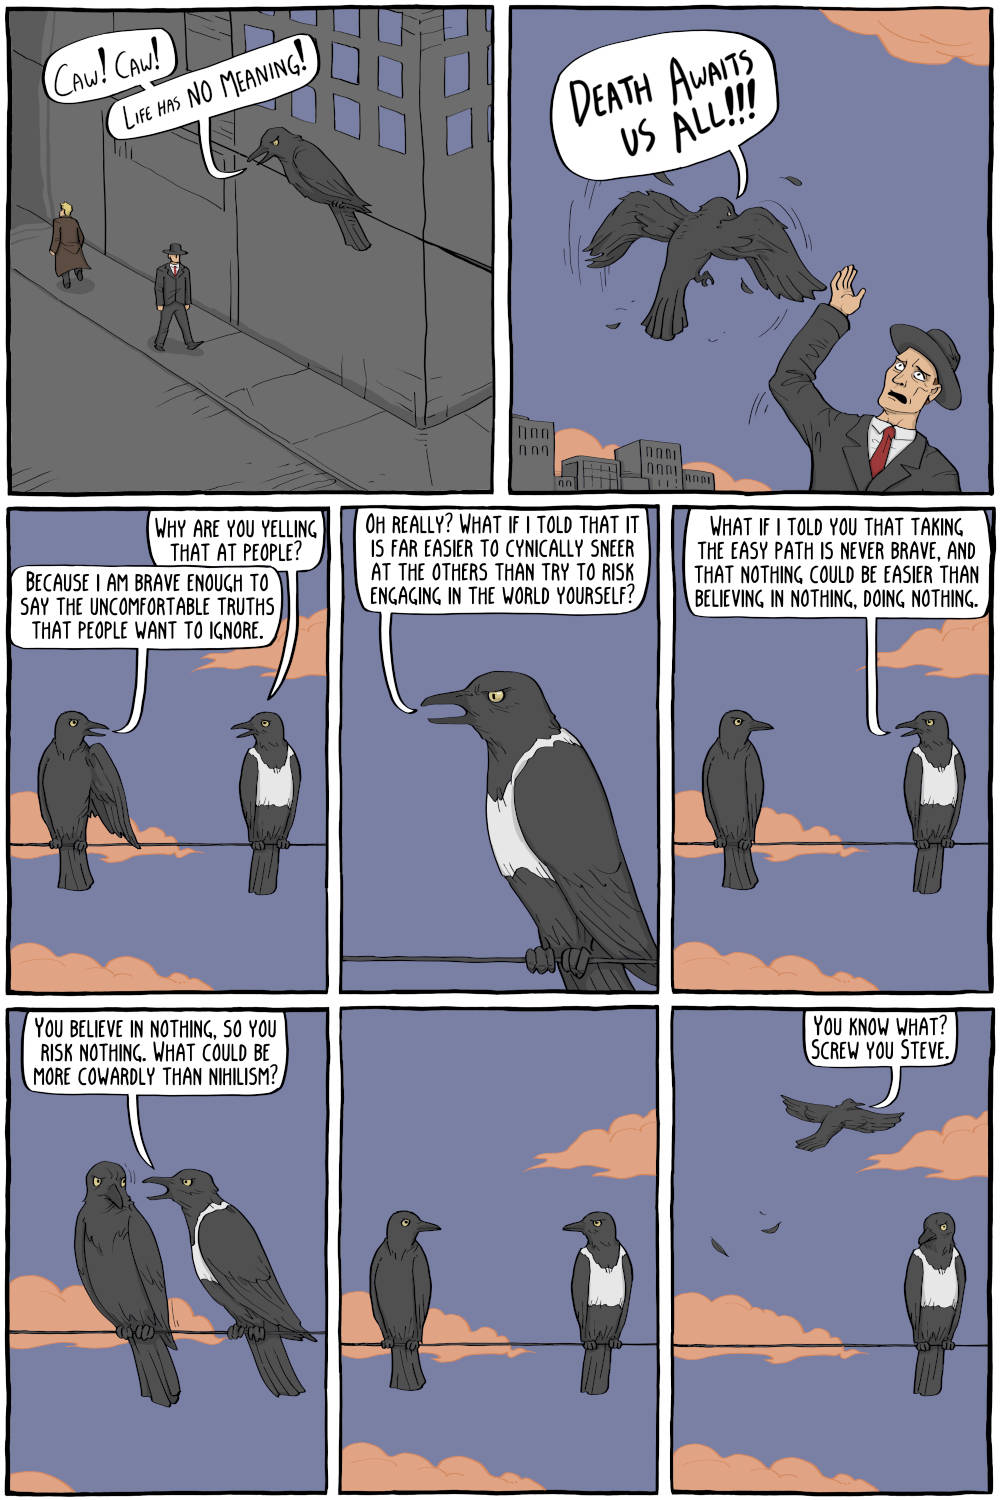 Caw! Caw!
Life has NO Meaning!
Death Awaits
us All!!!
Why are you yelling
that at people?
Because I am brave enough to
say the uncomfortable truths
that people want to ignore.
Oh really? What if I told that it
is far easier to cynically sneer
at the others than try to risk
engaging in the world yourself?
What if I told you that taking
the easy path is never brave, and
that nothing could be easier than
believing in nothing, doing nothing.
You believe in nothing, so you
risk nothing. What could be
more cowardly than nihilism?
You know what?
Screw you Steve.